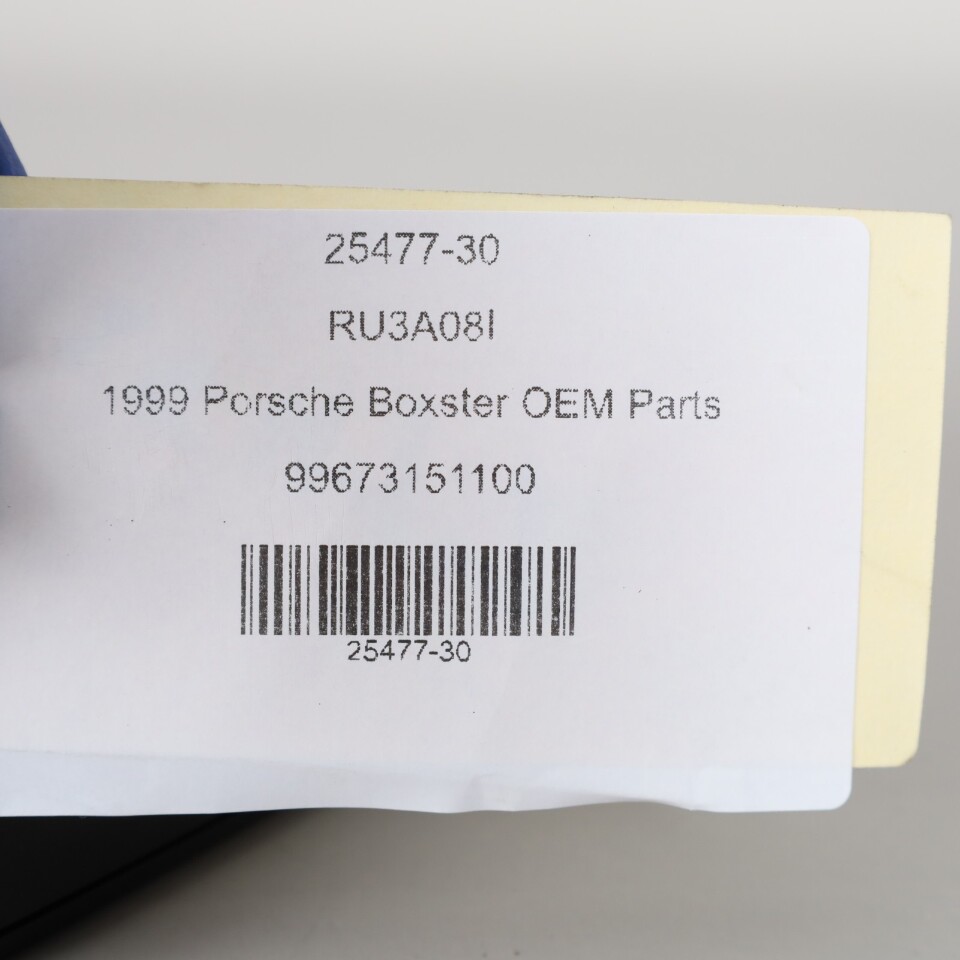 25477-30
RU3A08I
1999 Porsche Boxster OEM Parts
99673151100
25477-30